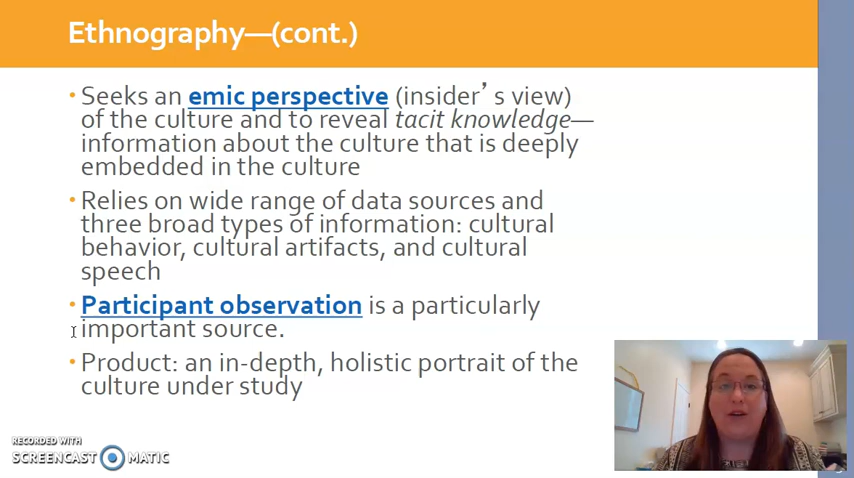 Ethnography—(cont.)
• Seeks an emic perspective (insider’s view)
of the culture and to reveal tacit knowledge—
information about the culture that is deeply
embedded in the culture
• Relies on wide range of data sources and
three broad types of information: cultural
behavior, cultural artifacts, and cultural
speech
• Participant observation is a particularly
important source.
• Product: an in-depth, holistic portrait of the
culture under study
RECORDED WITH
SCREENCAST MATIC